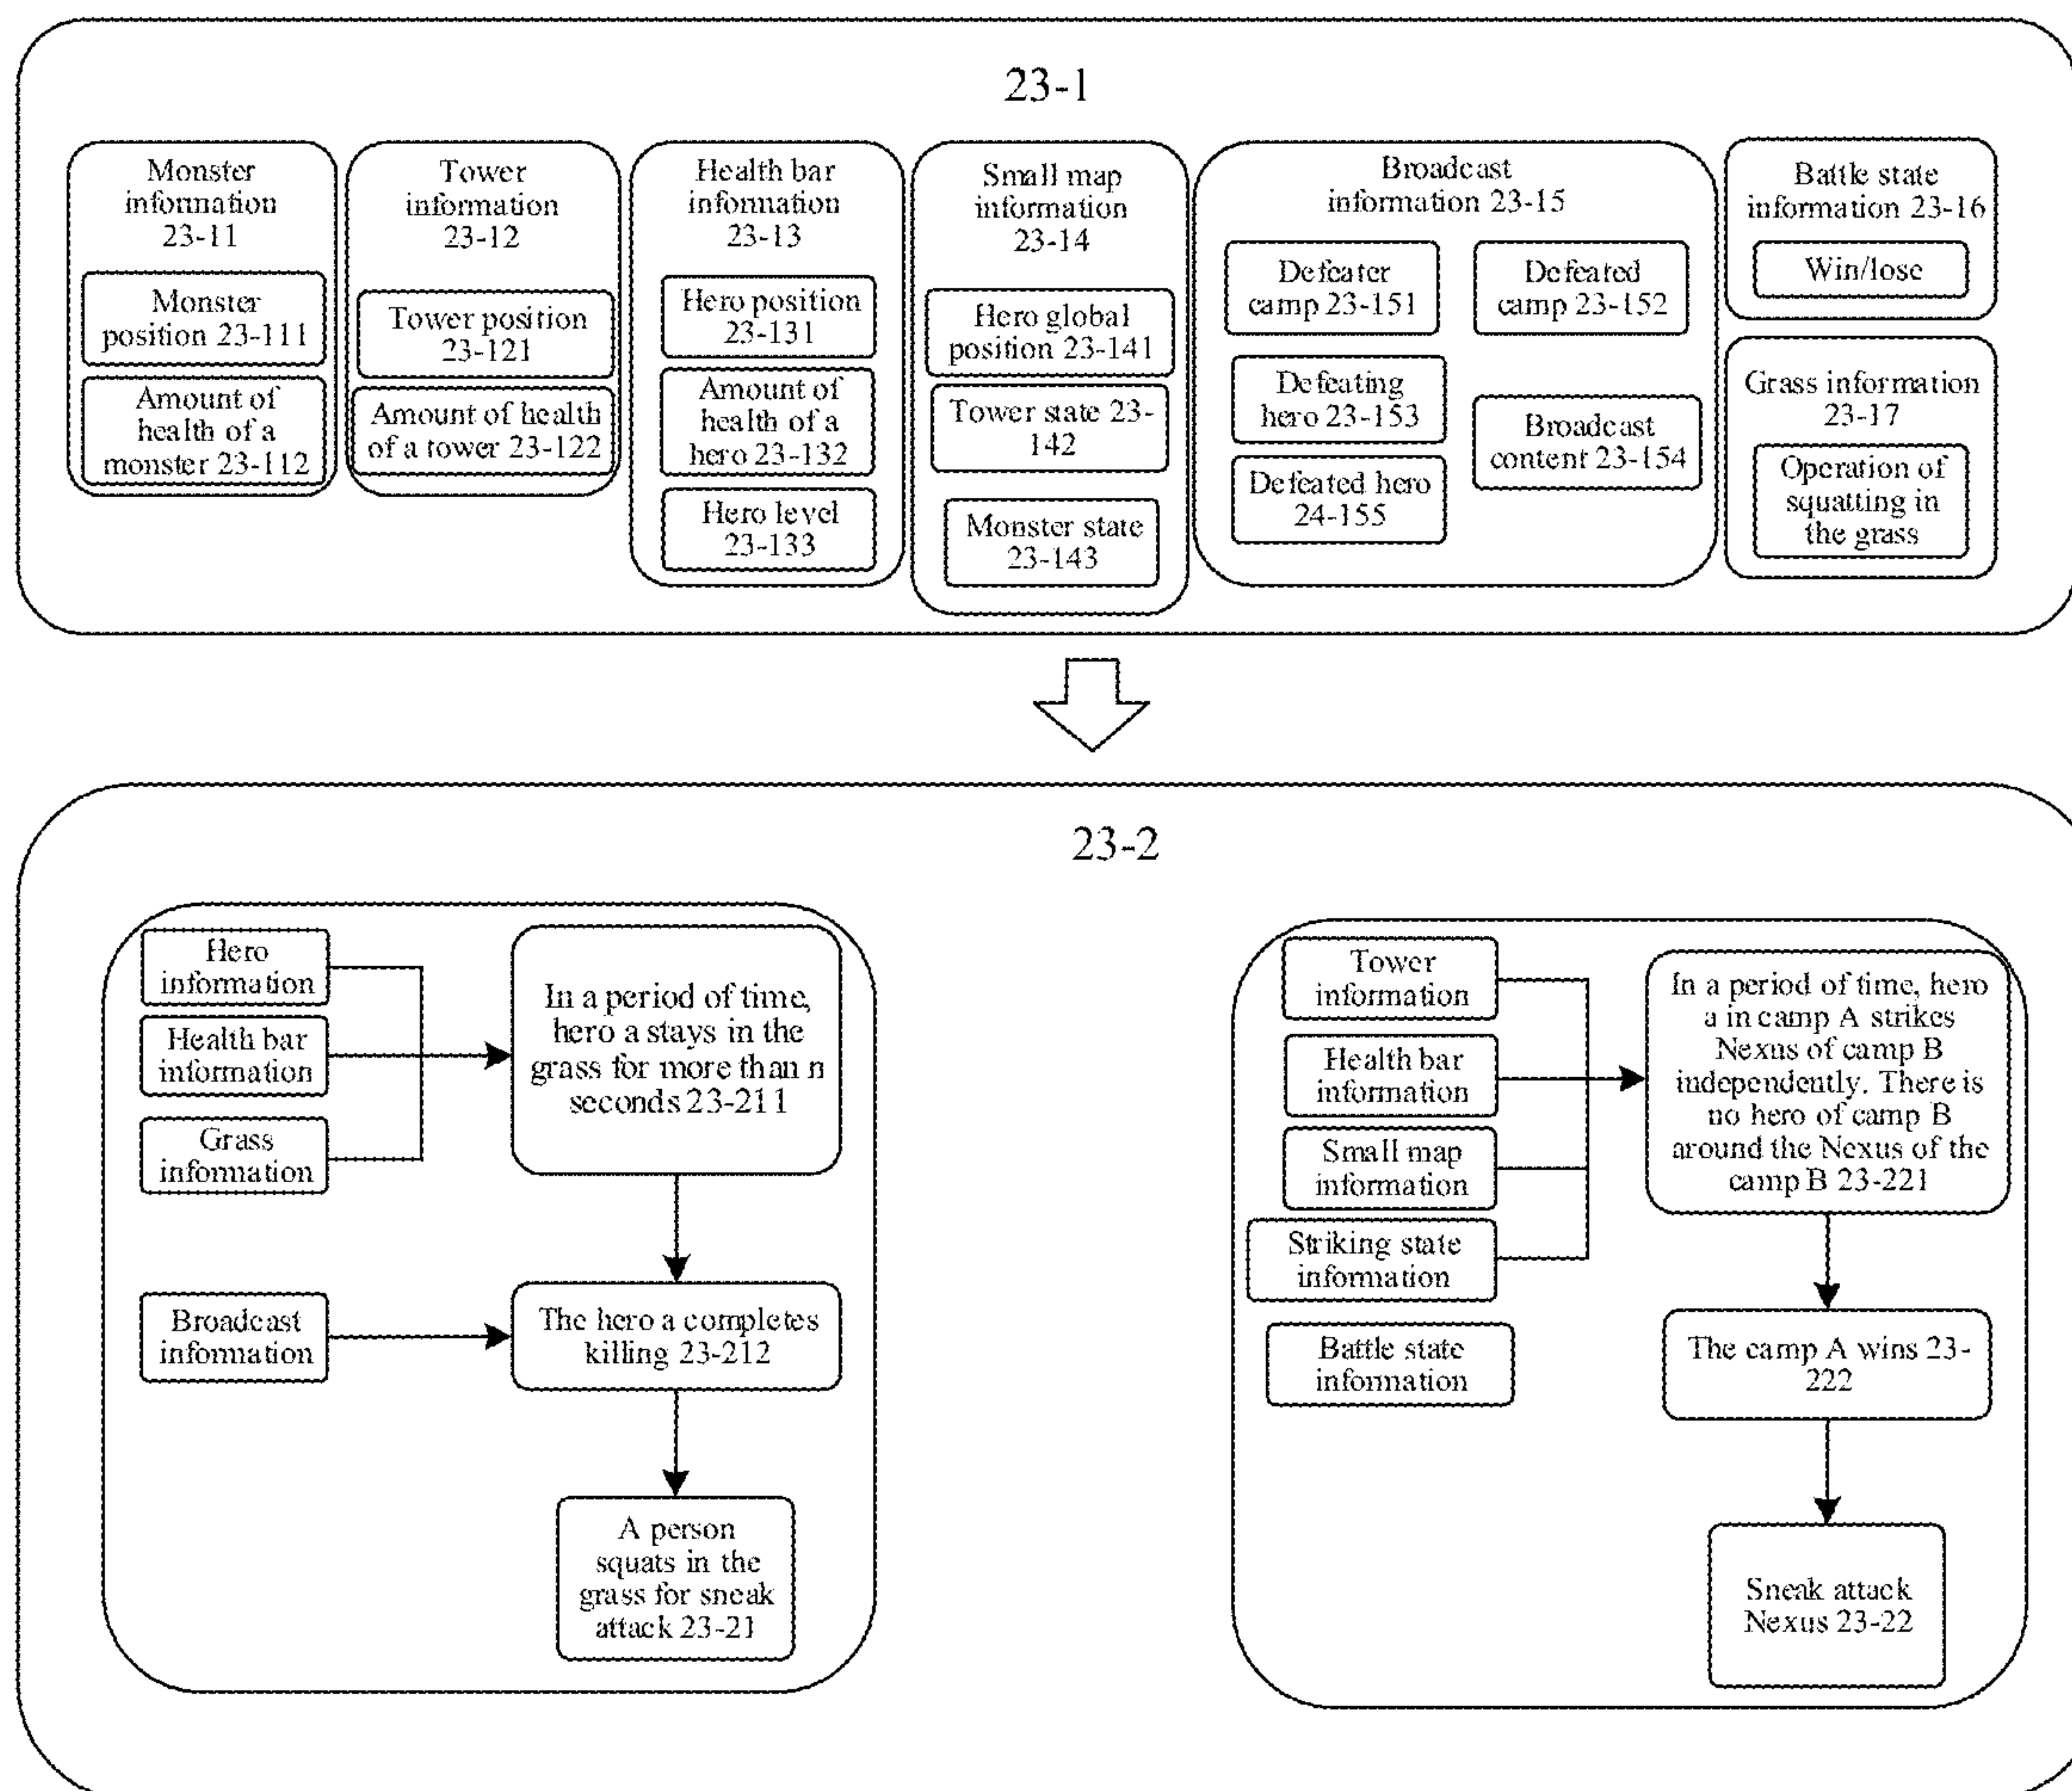 23-1
Monster
information
23-11
Monster
position 23-111
Amount of
health of a
monster 23-112
Tower
information
23-12
Tower position
23-121
Amount of health
of a tower 23-122
Health bar
information
23-13
Hero position
23-131
Amount of
health of a
hero 23-132
Hero level
23-133
Small map
information
23-14
Hero global
position 23-141
Tower state 23-
142
Monster state
23-143
Broadcast
information 23-15
Defeater
camp 23-151
Defeated
camp 23-152
Defeating
hero 23-153
Broadcast
content 23-154
Defeated hero
24-155
Battle state
information 23-16
Win/lose
Grass information
23-17
Operation of
squatting in
the grass
23-2
Hero
information
Health bar
information
Grass
information
In a period of time,
hero a stays in the
grass for more than n
seconds 23-211
Broadcast
information
The hero a completes
killing 23-212
A person
squats in the
grass for sneak
attack 23-21
Tower
information
Health bar
information
Small map
information
Striking state
information
Battle state
information
In a period of time, hero
a in camp A strikes
Nexus of camp B
independently. There is
no hero of camp B
around the Nexus of the
camp B 23-221
The camp A wins 23-
222
Sneak attack
Nexus 23-22